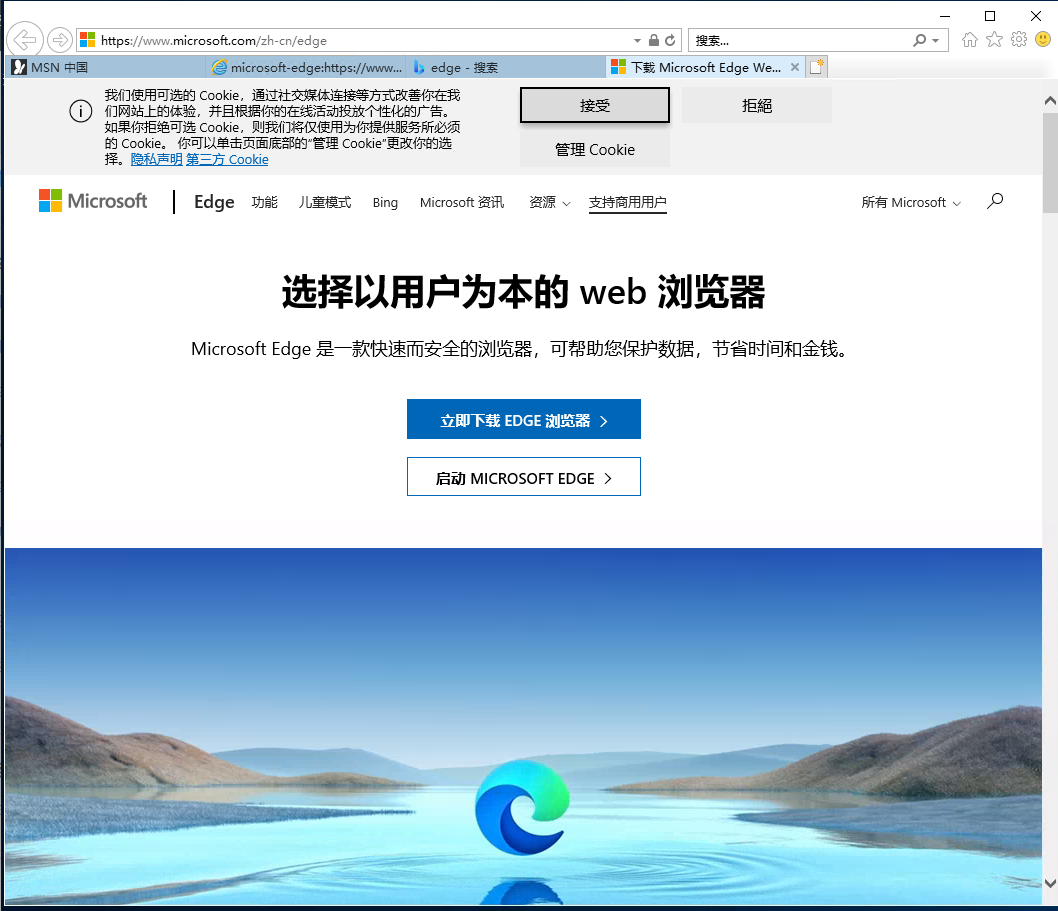 https://www.microsoft.com/zh-cn/edge
搜索...
MSN 中国
microsoft-edge:https://www...
edge - 搜索
下载 Microsoft Edge We...
我们使用可选的 Cookie，通过社交媒体连接等方式改善你在我
们网站上的体验，并且根据你的在线活动投放个性化的广告。
如果你拒绝可选 Cookie，则我们将仅使用为你提供服务所必须
的 Cookie。 你可以单击页面底部的“管理 Cookie”更改你的选
择。隐私声明 第三方 Cookie
接受
拒絕
管理 Cookie
Microsoft
Edge
功能
儿童模式
Bing
Microsoft 资讯
资源
支持商用用户
所有 Microsoft
选择以用户为本的 web 浏览器
Microsoft Edge 是一款快速而安全的浏览器，可帮助您保护数据，节省时间和金钱。
立即下载 EDGE 浏览器
启动 MICROSOFT EDGE